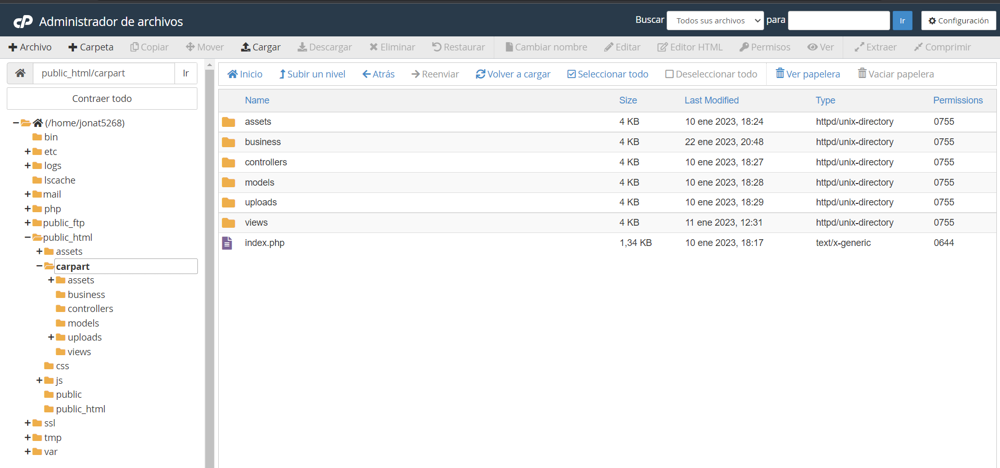 cP Administrador de archivos
Buscar Todos sus archivos para Ir Configuración
Archivo Carpeta Copiar Mover Cargar Descargar Eliminar Restaurar Cambiar nombre Editar Editor HTML Permisos Ver Extraer Comprimir
public_html/carpart Ir
Contraer todo
(/home/jonat5268)
bin
etc
logs
lscache
mail
php
public_ftp
public_html
assets
carpart
assets
business
controllers
models
uploads
views
css
js
public
public_html
ssl
tmp
var
Inicio Subir un nivel Atrás Reenviar Volver a cargar Seleccionar todo Deseleccionar todo Ver papelera Vaciar papelera
Name Size Last Modified Type Permissions
assets 4 KB 10 ene 2023, 18:24 httpd/unix-directory 0755
business 4 KB 22 ene 2023, 20:48 httpd/unix-directory 0755
controllers 4 KB 10 ene 2023, 18:27 httpd/unix-directory 0755
models 4 KB 10 ene 2023, 18:28 httpd/unix-directory 0755
uploads 4 KB 10 ene 2023, 18:29 httpd/unix-directory 0755
views 4 KB 11 ene 2023, 12:31 httpd/unix-directory 0755
index.php 1,34 KB 10 ene 2023, 18:17 text/x-generic 0644